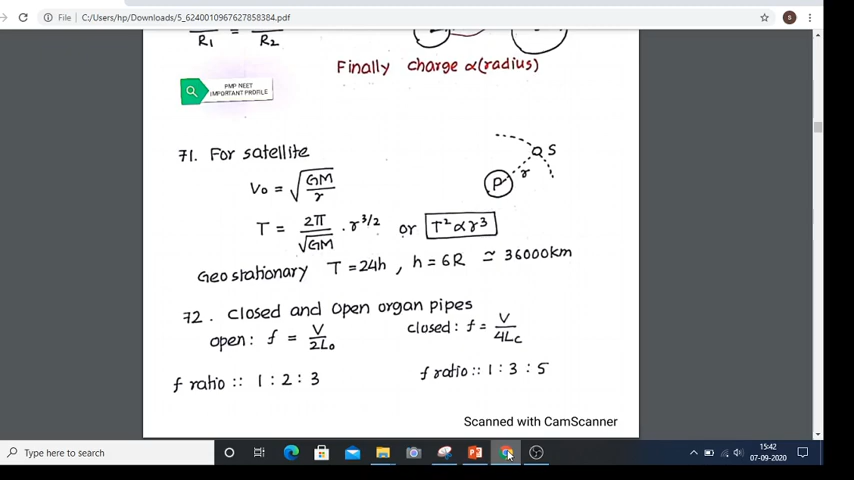 File C:/Users/hp/Downloads/5_6240010967627858384.pdf
R₁ = R₂
Finally charge α(radius)
PMP NEET
IMPORTANT PROFILE
71. For satellite
S
V₀ = √GM/r
r
P
T = 2π/√GM · r^3/2 or T² α r³
Geostationary T = 24h , h = 6R ≃ 36000km
72. Closed and Open organ pipes
open: f = V/2L₀ closed: f = V/4Lc
f ratio :: 1 : 2 : 3 f ratio :: 1 : 3 : 5
Scanned with CamScanner
Type here to search
15:42
07-09-2020